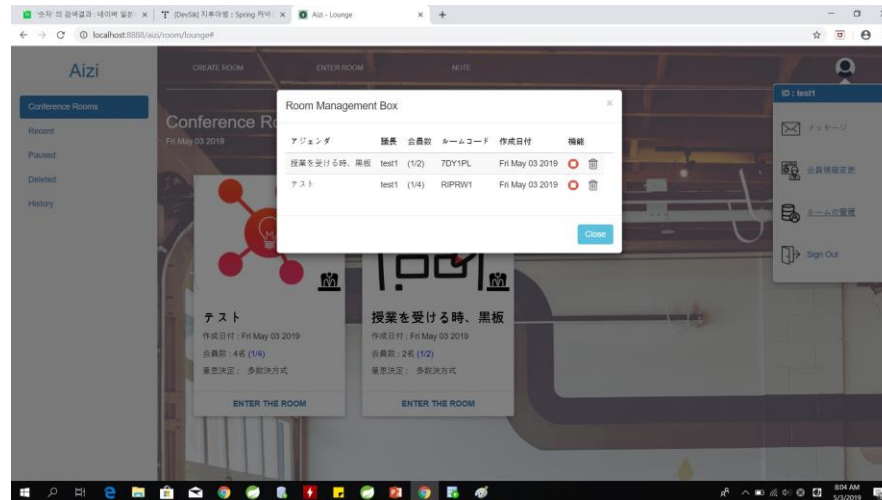 Aizi - Lounge
localhost:8888/aizi/room/lounge#
Aizi
CREATE ROOM
ENTER ROOM
NOTE
Conference Rooms
Recent
Paused
Deleted
History
Conference Ro
Fri May 03 2019
Room Management Box
×
アジェンダ 議長 会員数 ルームコード 作成日付 機能
授業を受ける時、黒板 test1 (1/2) 7DY1PL Fri May 03 2019
テスト test1 (1/4) RIPRW1 Fri May 03 2019
Close
テスト
作成日付 : Fri May 03 2019
会員数 : 4名 (1/4)
意思決定 : 多数決方式
ENTER THE ROOM
授業を受ける時、黒板
作成日付 : Fri May 03 2019
会員数 : 2名 (1/2)
意思決定 : 多数決方式
ENTER THE ROOM
ID : test1
メッセージ
会員情報変更
ルームの管理
Sign Out
8:04 AM
5/3/2019